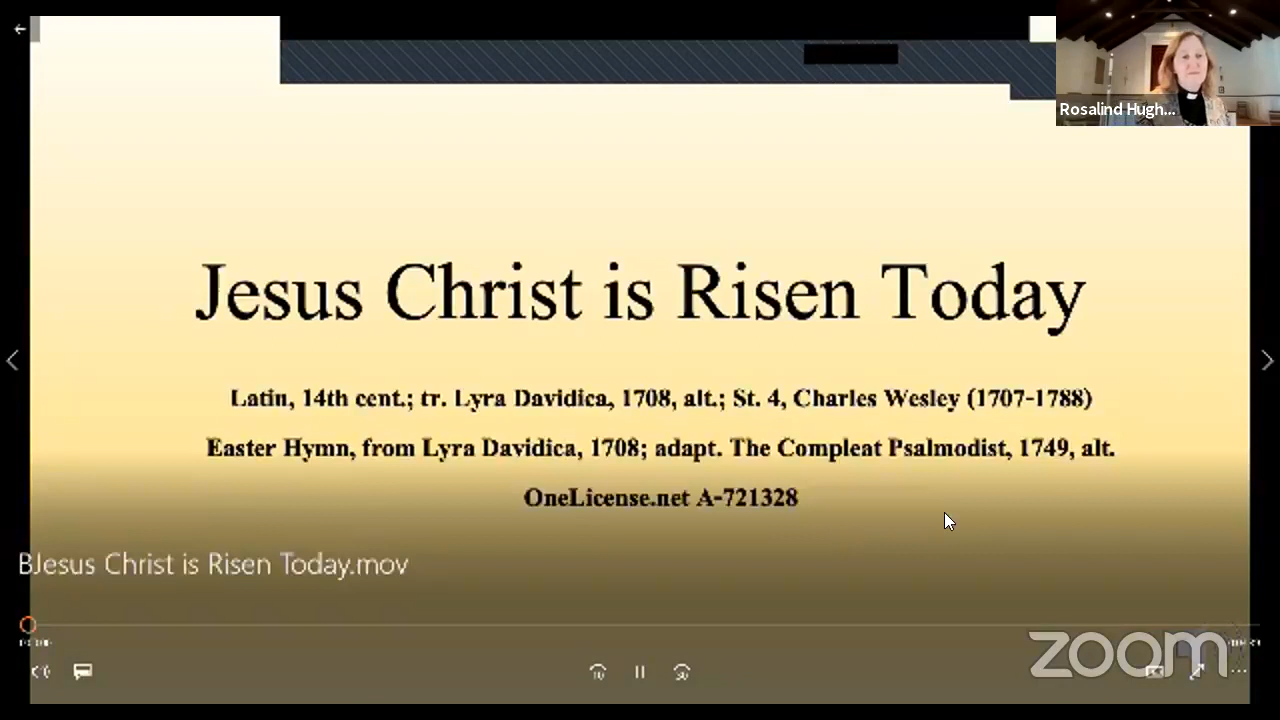 Rosalind Hugh...
Jesus Christ is Risen Today
Latin, 14th cent.; tr. Lyra Davidica, 1708, alt.; St. 4, Charles Wesley (1707-1788)
Easter Hymn, from Lyra Davidica, 1708; adapt. The Compleat Psalmodist, 1749, alt.
OneLicense.net A-721328
BJesus Christ is Risen Today.mov
zoom
10
30